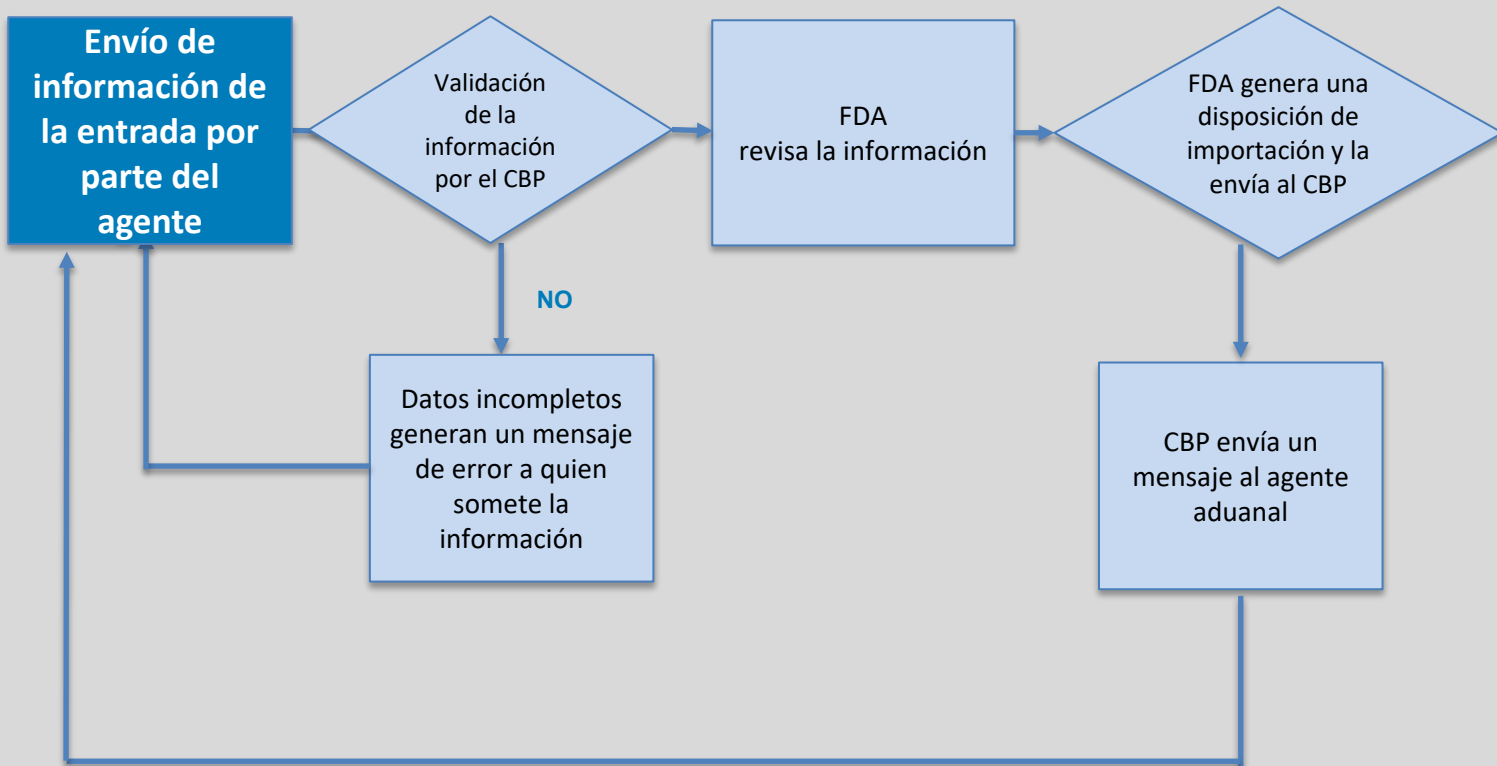 Envío de
información de
la entrada por
parte del
agente
Validación
de la
información
por el CBP
FDA
revisa la información
FDA genera una
disposición de
importación y la
envía al CBP
NO
Datos incompletos
generan un mensaje
de error a quien
somete la
información
CBP envía un
mensaje al agente
aduanal